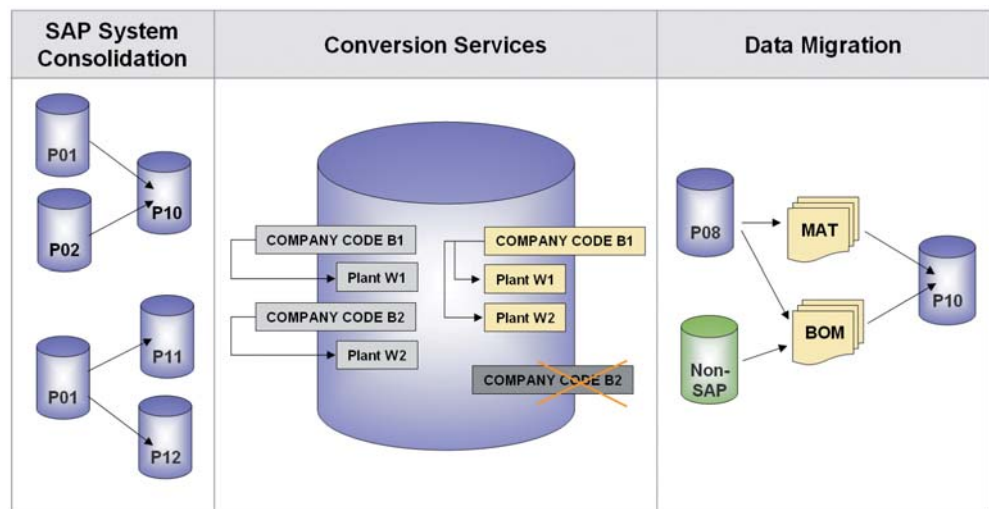 SAP System
Consolidation
Conversion Services
Data Migration
P01
P02
P10
P01
P11
P12
COMPANY CODE B1
Plant W1
COMPANY CODE B2
Plant W2
COMPANY CODE B1
Plant W1
Plant W2
COMPANY CODE B2
P08
MAT
BOM
Non-
SAP
P10